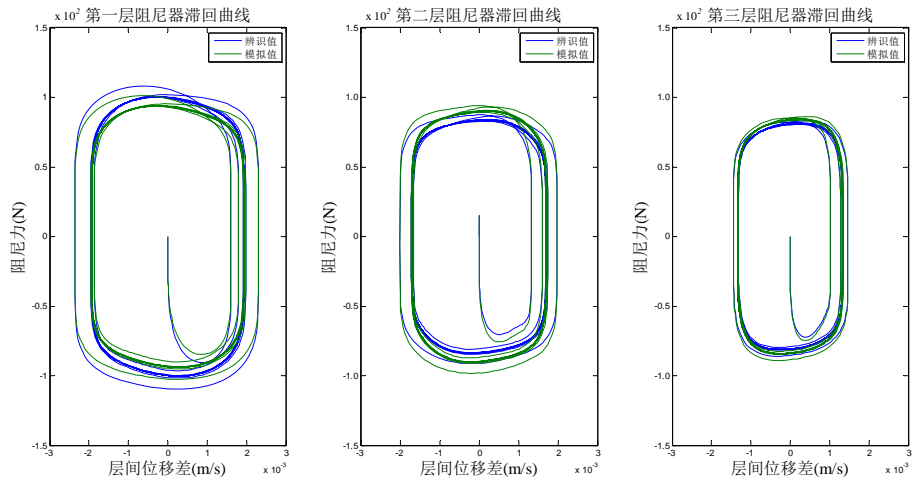 x 10² 第一层阻尼器滞回曲线
辨识值
模拟值
1.5
1.0
0.5
0
-0.5
-1.0
-1.5
阻尼力(N)
-3 -2 -1 0 1 2 3
层间位移差(m/s)
x 10⁻³
x 10² 第二层阻尼器滞回曲线
辨识值
模拟值
1.5
1.0
0.5
0
-0.5
-1.0
-1.5
阻尼力(N)
-3 -2 -1 0 1 2 3
层间位移差(m/s)
x 10⁻³
x 10² 第三层阻尼器滞回曲线
辨识值
模拟值
1.5
1.0
0.5
0
-0.5
-1.0
-1.5
阻尼力(N)
-3 -2 -1 0 1 2 3
层间位移差(m/s)
x 10⁻³